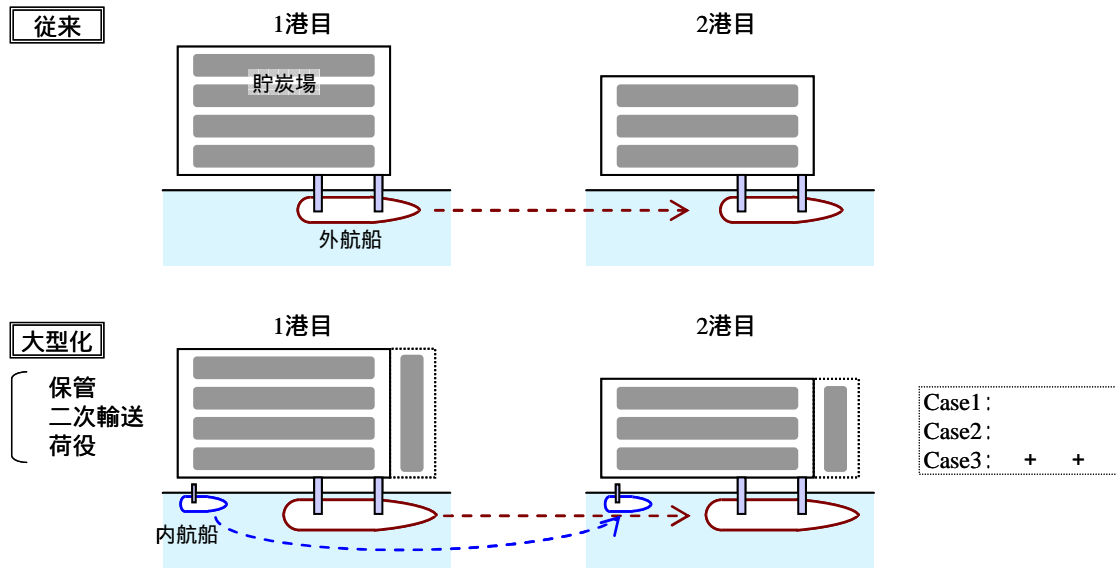 従来
1港目
2港目
貯炭場
外航船
大型化
1港目
2港目
保管
二次輸送
荷役
内航船
Case1:
Case2:
Case3: + +